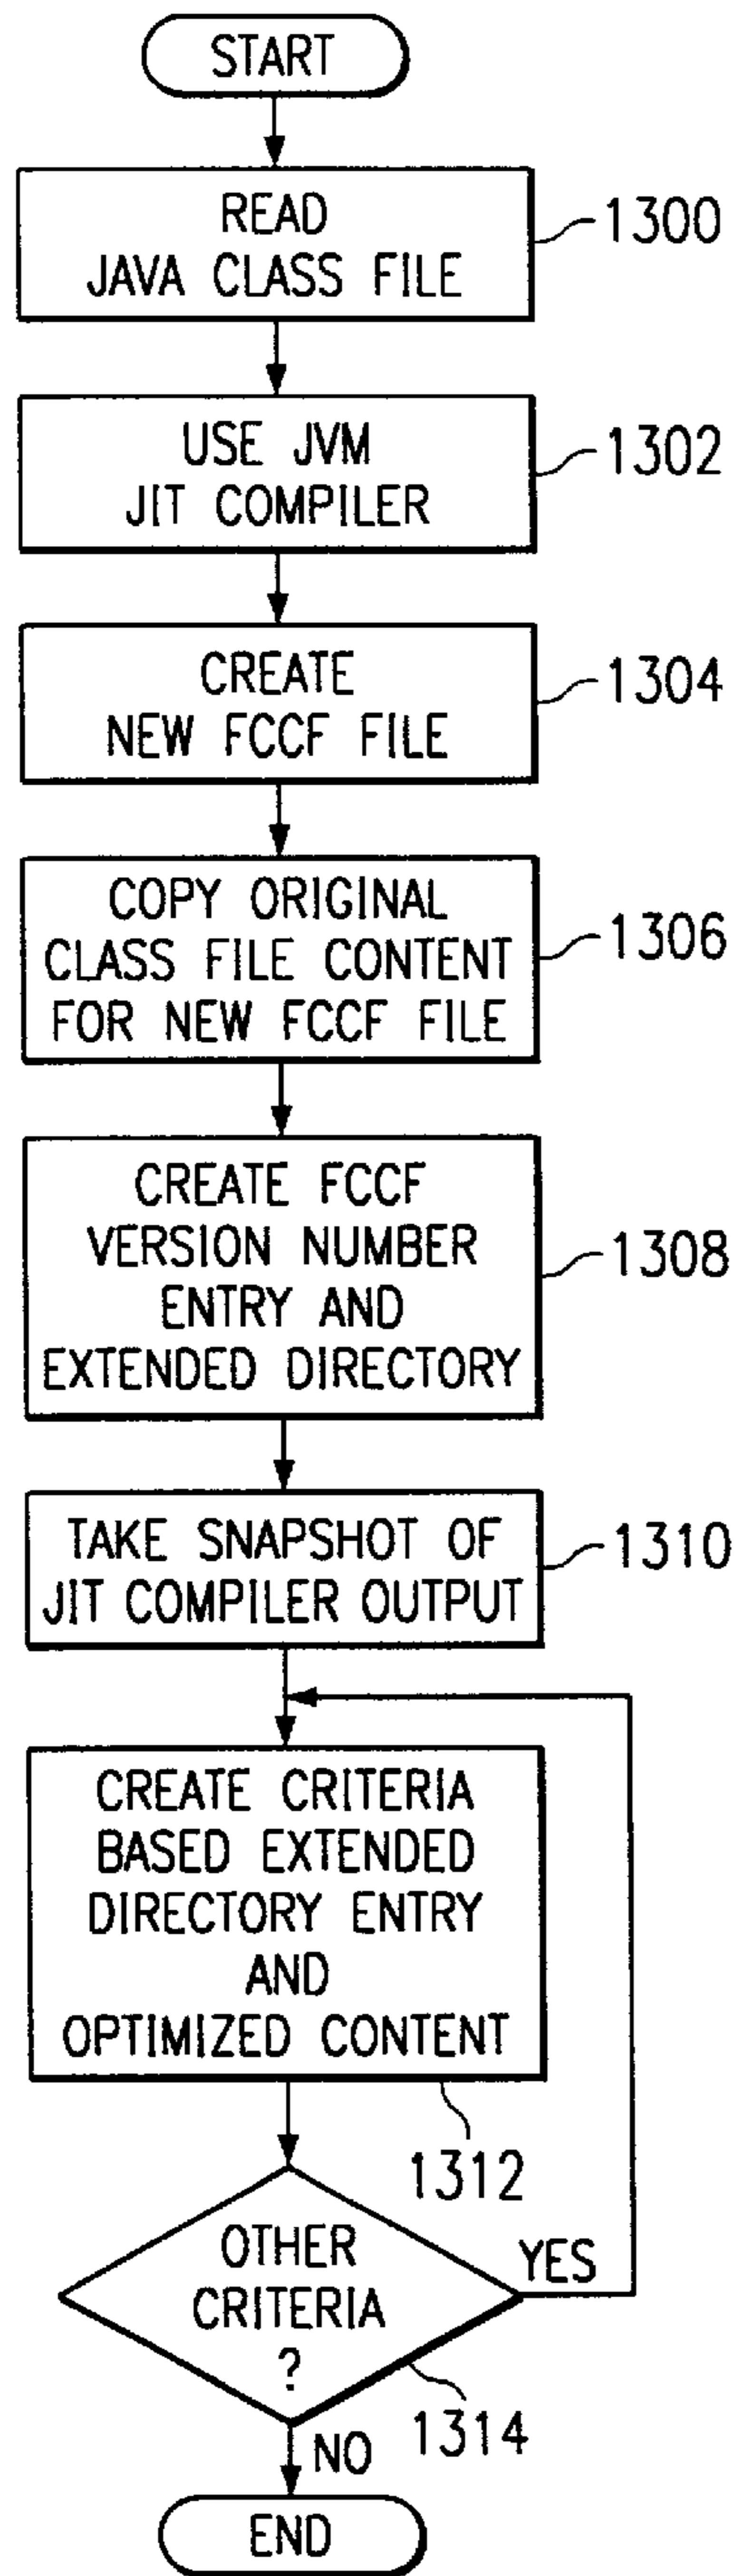 START
READ
JAVA CLASS FILE
1300
USE JVM
JIT COMPILER
1302
CREATE
NEW FCCF FILE
1304
COPY ORIGINAL
CLASS FILE CONTENT
FOR NEW FCCF FILE
1306
CREATE FCCF
VERSION NUMBER
ENTRY AND
EXTENDED DIRECTORY
1308
TAKE SNAPSHOT OF
JIT COMPILER OUTPUT
1310
CREATE CRITERIA
BASED EXTENDED
DIRECTORY ENTRY
AND
OPTIMIZED CONTENT
1312
OTHER
CRITERIA
?
YES
1314
NO
END